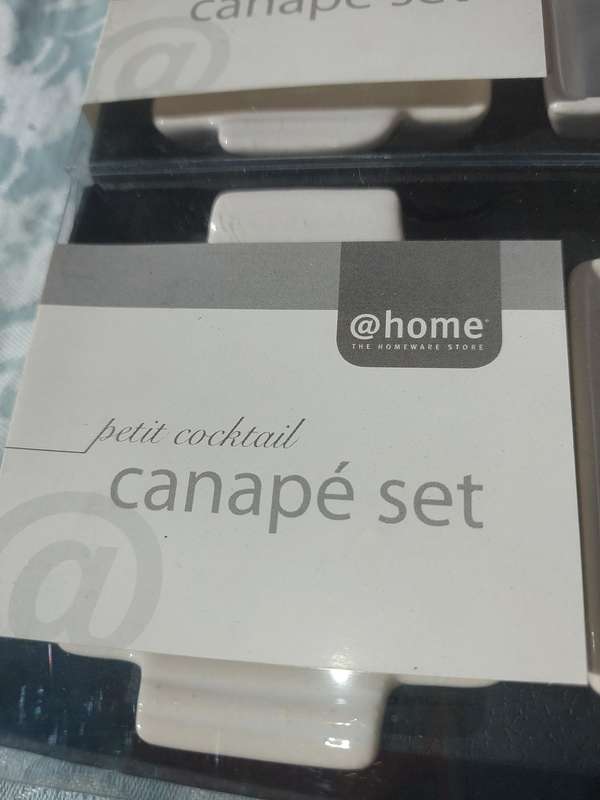 canapé set
@home
THE HOMEWARE STORE
petit cocktail
canapé set
@